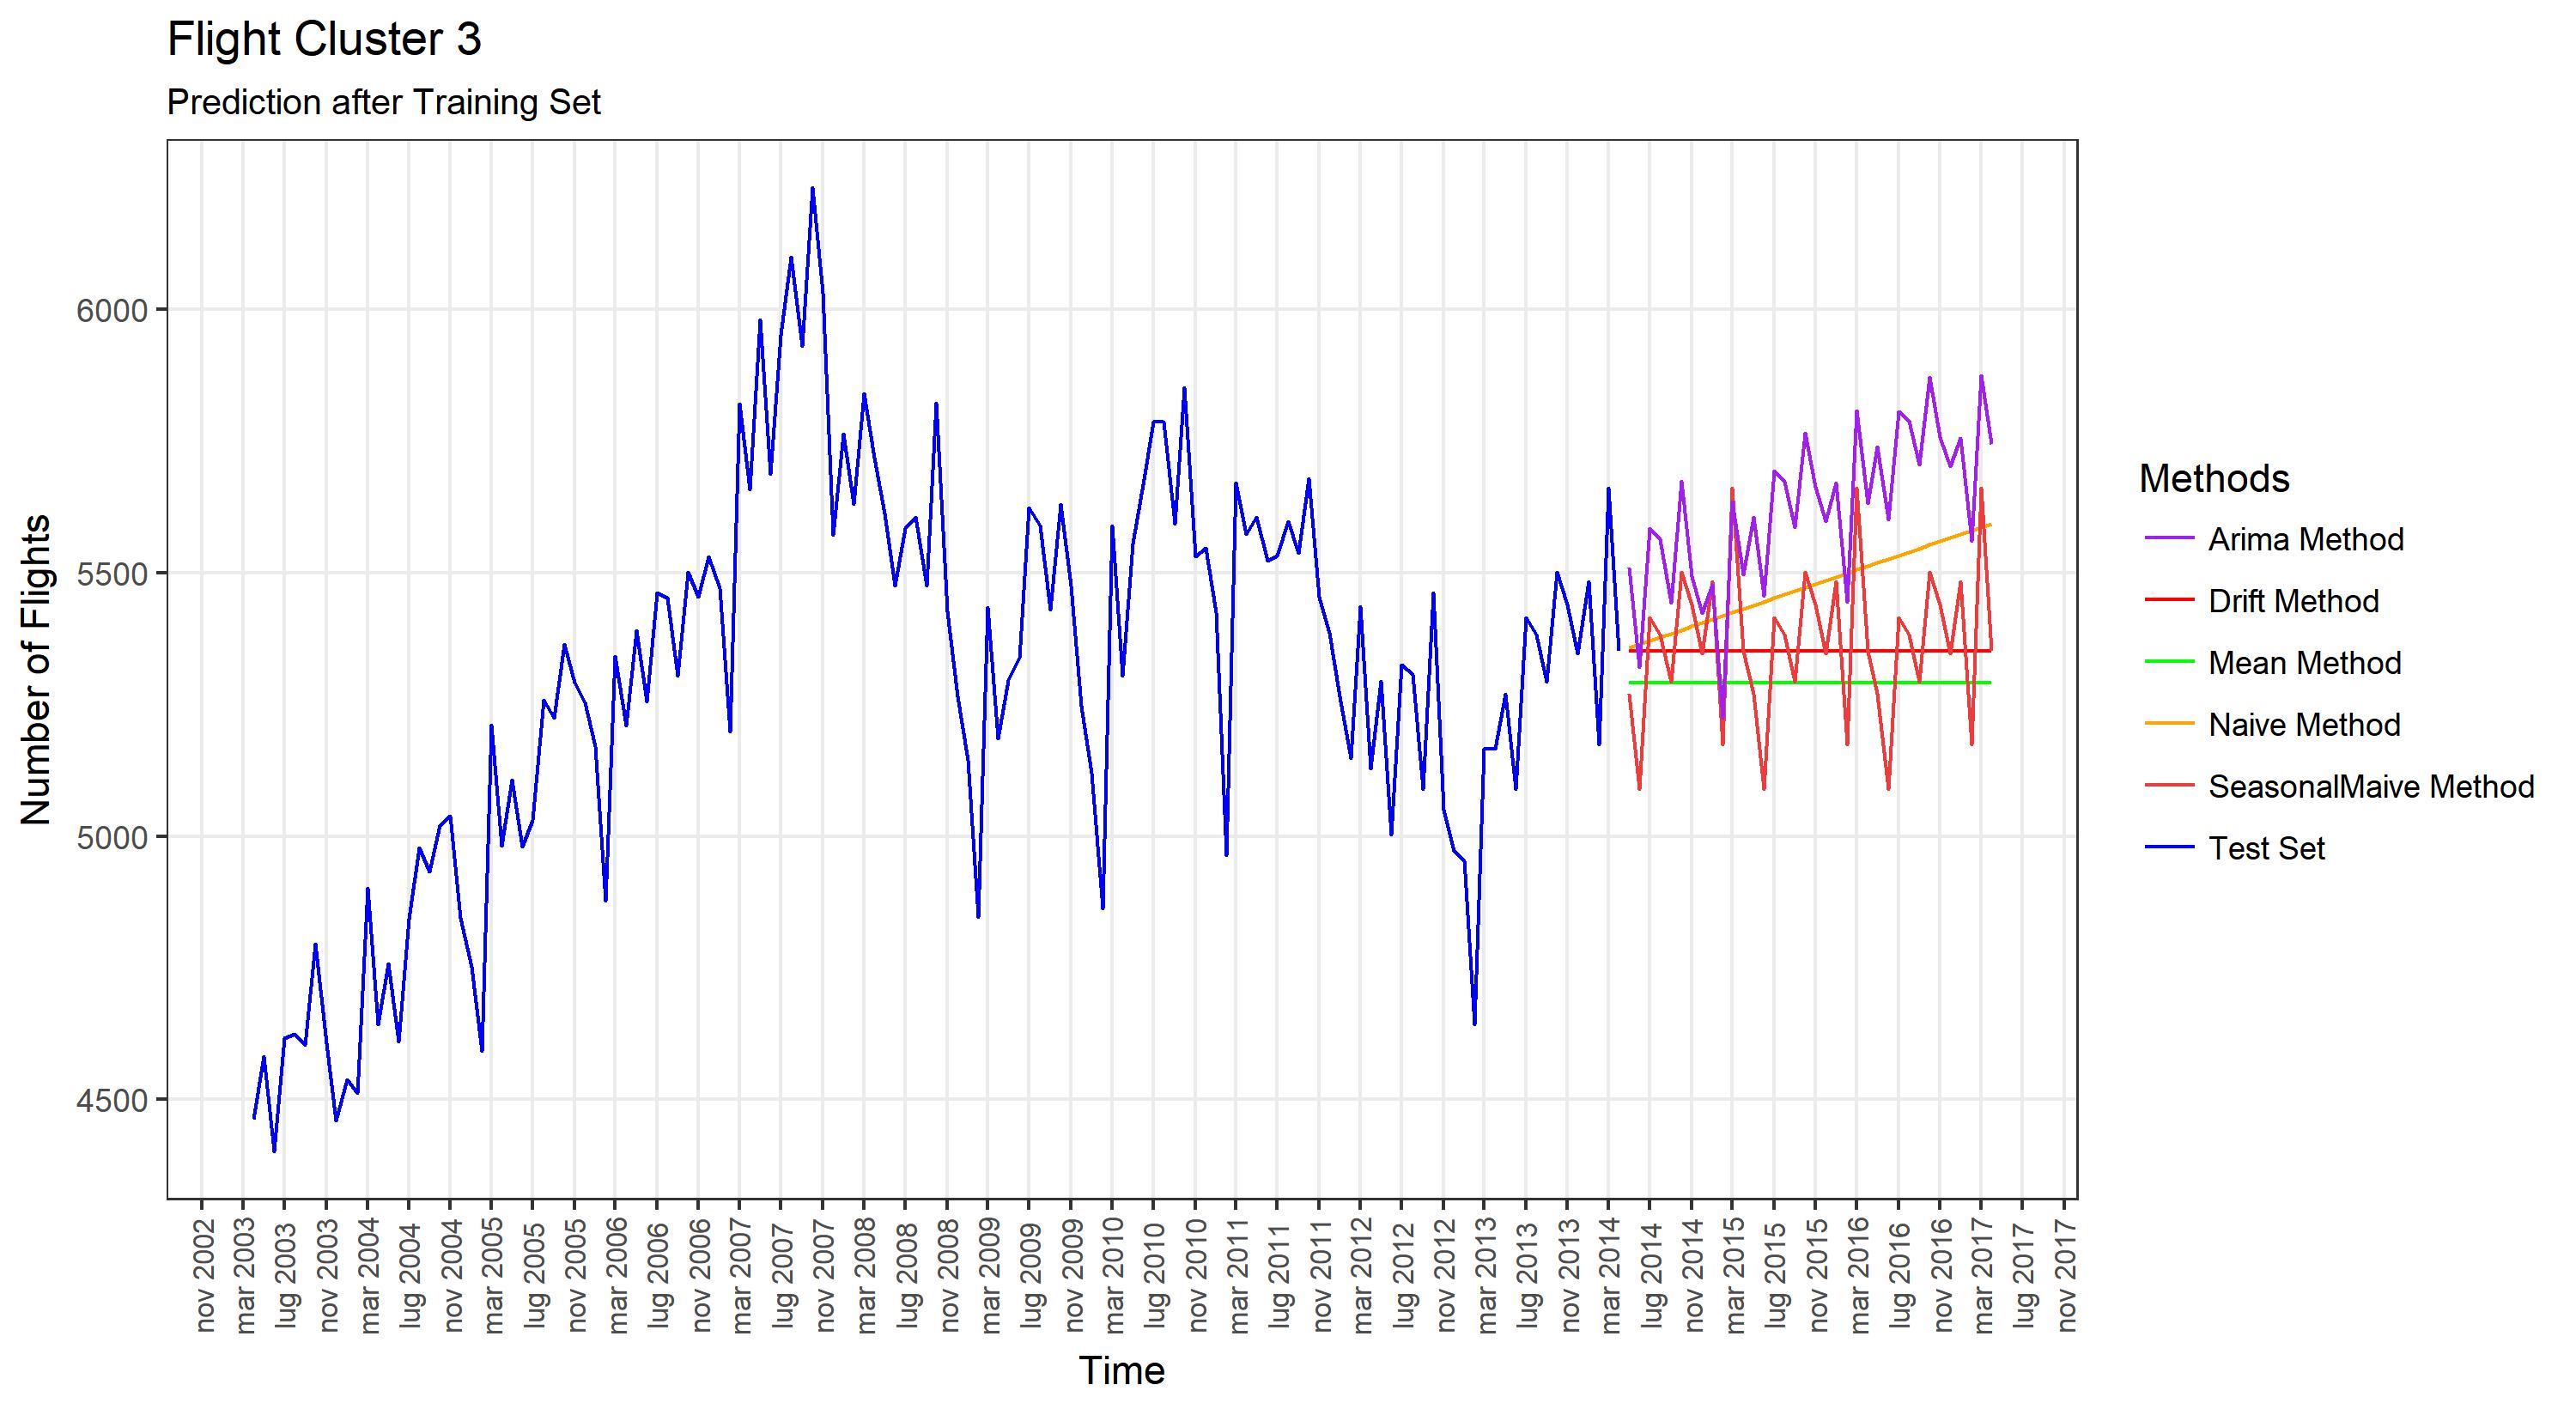 Flight Cluster 3
Prediction after Training Set
Number of Flights
6000
5500
5000
4500
nov 2002
mar 2003
lug 2003
nov 2003
mar 2004
lug 2004
nov 2004
mar 2005
lug 2005
nov 2005
mar 2006
lug 2006
nov 2006
mar 2007
lug 2007
nov 2007
mar 2008
lug 2008
nov 2008
mar 2009
lug 2009
nov 2009
mar 2010
lug 2010
nov 2010
mar 2011
lug 2011
nov 2011
mar 2012
lug 2012
nov 2012
mar 2013
lug 2013
nov 2013
mar 2014
lug 2014
nov 2014
mar 2015
lug 2015
nov 2015
mar 2016
lug 2016
nov 2016
mar 2017
lug 2017
nov 2017
Time
Methods
Arima Method
Drift Method
Mean Method
Naive Method
SeasonalMaive Method
Test Set